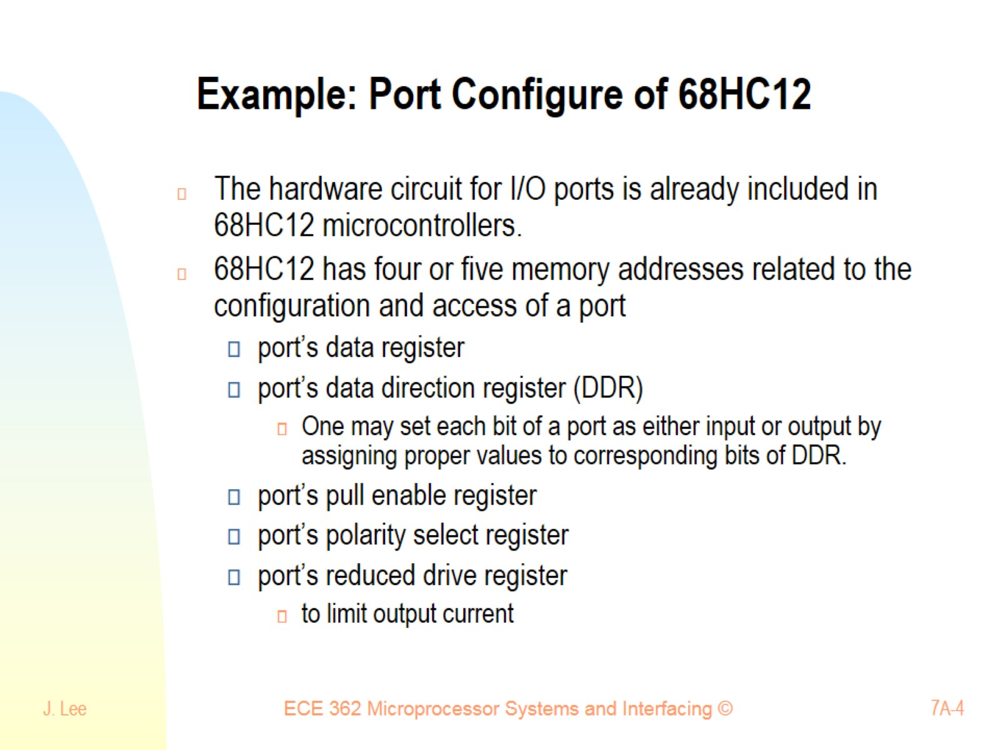 Example: Port Configure of 68HC12
The hardware circuit for I/O ports is already included in
68HC12 microcontrollers.
68HC12 has four or five memory addresses related to the
configuration and access of a port
port’s data register
port’s data direction register (DDR)
One may set each bit of a port as either input or output by
assigning proper values to corresponding bits of DDR.
port’s pull enable register
port’s polarity select register
port’s reduced drive register
to limit output current
J. Lee
ECE 362 Microprocessor Systems and Interfacing ©
7A-4